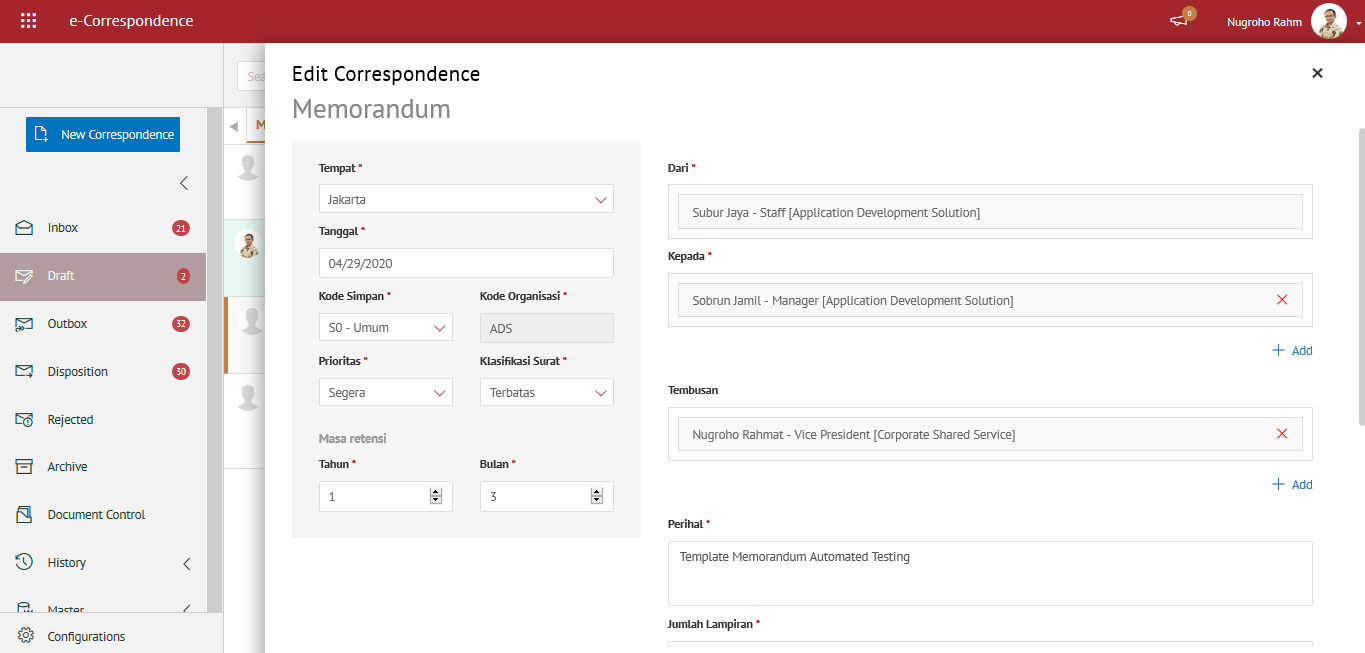 e-Correspondence
0
Nugroho Rahm
New Correspondence
Inbox
21
Draft
2
Outbox
32
Disposition
30
Rejected
Archive
Document Control
History
Master
Configurations
Sea
M
Edit Correspondence
Memorandum
Tempat *
Jakarta
Tanggal *
04/29/2020
Kode Simpan * Kode Organisasi *
S0 - Umum ADS
Prioritas * Klasifikasi Surat *
Segera Terbatas
Masa retensi
Tahun * Bulan *
1 3
Dari *
Subur Jaya - Staff [Application Development Solution]
Kepada *
Sobrun Jamil - Manager [Application Development Solution]
Add
Tembusan
Nugroho Rahmat - Vice President [Corporate Shared Service]
Add
Perihal *
Template Memorandum Automated Testing
Jumlah Lampiran *